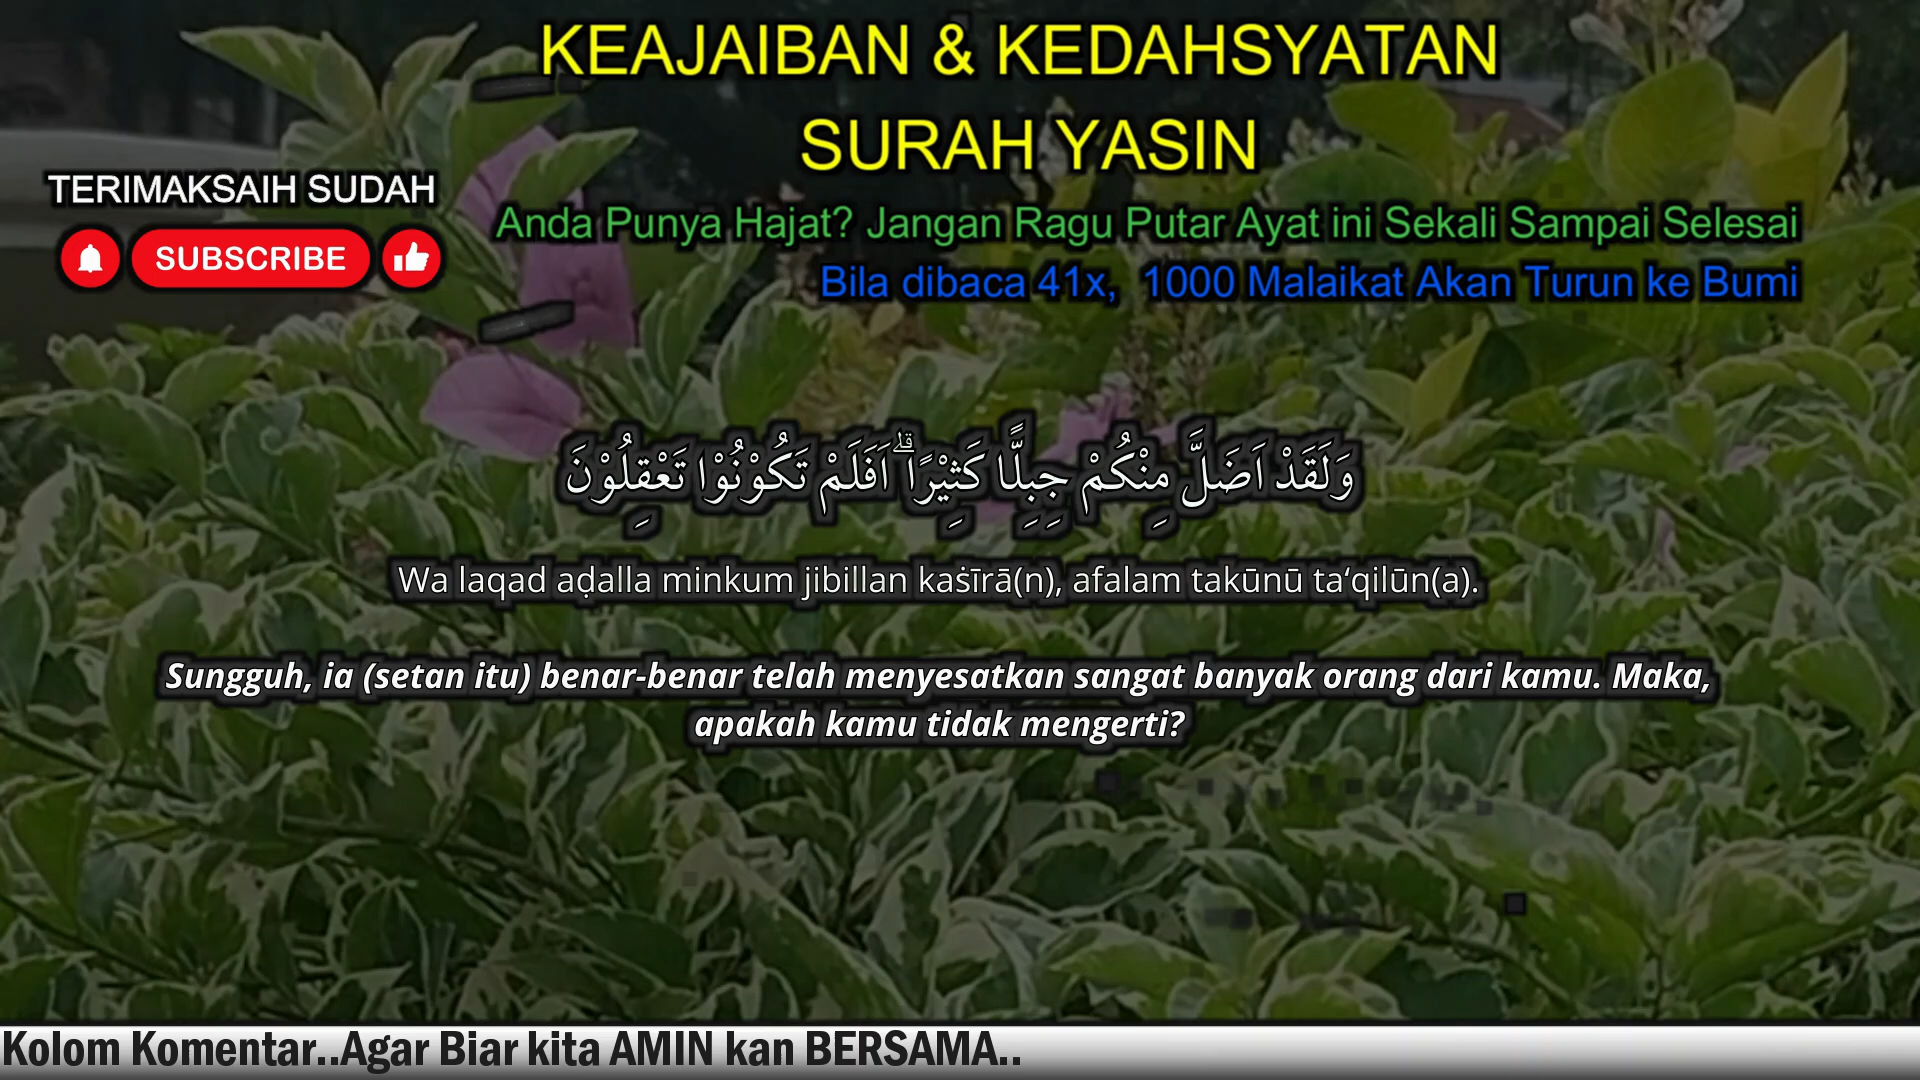 KEAJAIBAN & KEDAHSYATAN
SURAH YASIN
TERIMAKSAIH SUDAH
SUBSCRIBE
Anda Punya Hajat? Jangan Ragu Putar Ayat ini Sekali Sampai Selesai
Bila dibaca 41x, 1000 Malaikat Akan Turun ke Bumi
وَلَقَدْ اَضَلَّ مِنْكُمْ جِبِلًّا كَثِيْرًاۗ اَفَلَمْ تَكُوْنُوْا تَعْقِلُوْنَ
Wa laqad aḍalla minkum jibillan kaṡīrā(n), afalam takūnū ta‘qilūn(a).
Sungguh, ia (setan itu) benar-benar telah menyesatkan sangat banyak orang dari kamu. Maka,
apakah kamu tidak mengerti?
Kolom Komentar..Agar Biar kita AMIN kan BERSAMA..